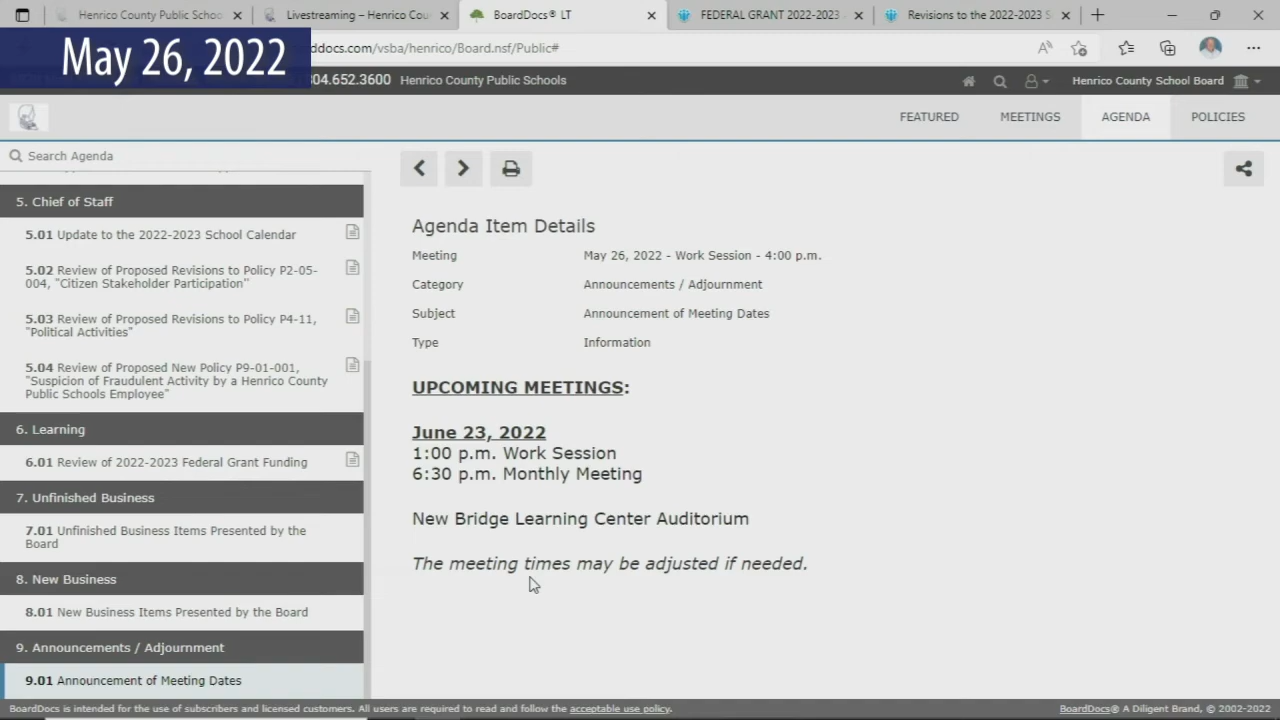 Henrico County Public Schoo
Livestreaming – Henrico Cou
BoardDocs® LT
FEDERAL GRANT 2022-2023 -
Revisions to the 2022-2023 S
May 26, 2022
ddocs.com/vsba/henrico/Board.nsf/Public#
804.652.3600 Henrico County Public Schools
Henrico County School Board
FEATURED
MEETINGS
AGENDA
POLICIES
Search Agenda
5. Chief of Staff
5.01 Update to the 2022-2023 School Calendar
5.02 Review of Proposed Revisions to Policy P2-05-
004, "Citizen Stakeholder Participation"
5.03 Review of Proposed Revisions to Policy P4-11,
"Political Activities"
5.04 Review of Proposed New Policy P9-01-001,
"Suspicion of Fraudulent Activity by a Henrico County
Public Schools Employee"
6. Learning
6.01 Review of 2022-2023 Federal Grant Funding
7. Unfinished Business
7.01 Unfinished Business Items Presented by the
Board
8. New Business
8.01 New Business Items Presented by the Board
9. Announcements / Adjournment
9.01 Announcement of Meeting Dates
Agenda Item Details
Meeting May 26, 2022 - Work Session - 4:00 p.m.
Category Announcements / Adjournment
Subject Announcement of Meeting Dates
Type Information
UPCOMING MEETINGS:
June 23, 2022
1:00 p.m. Work Session
6:30 p.m. Monthly Meeting
New Bridge Learning Center Auditorium
The meeting times may be adjusted if needed.
BoardDocs is intended for the use of subscribers and licensed customers. All users are required to read and follow the acceptable use policy.
BoardDocs® A Diligent Brand, © 2002-2022